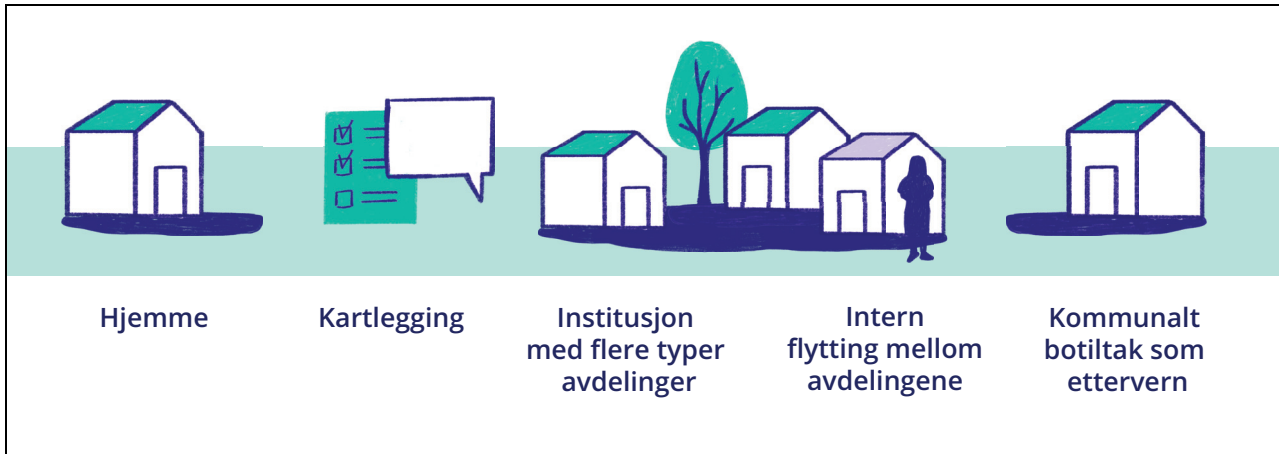 Hjemme
Kartlegging
Institusjon
med flere typer
avdelinger
Intern
flytting mellom
avdelingene
Kommunalt
botiltak som
ettervern